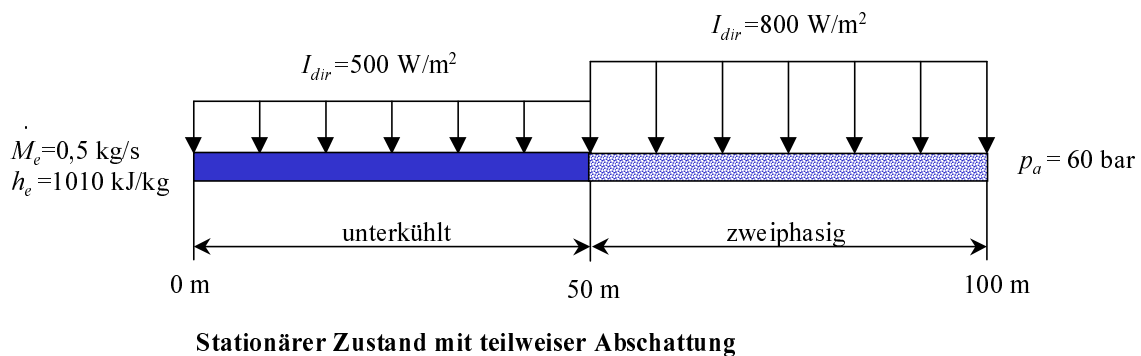 I_dir=500 W/m²
I_dir=800 W/m²
Ṁ_e=0,5 kg/s
h_e=1010 kJ/kg
p_a = 60 bar
unterkühlt
zweiphasig
0 m
50 m
100 m
Stationärer Zustand mit teilweiser Abschattung